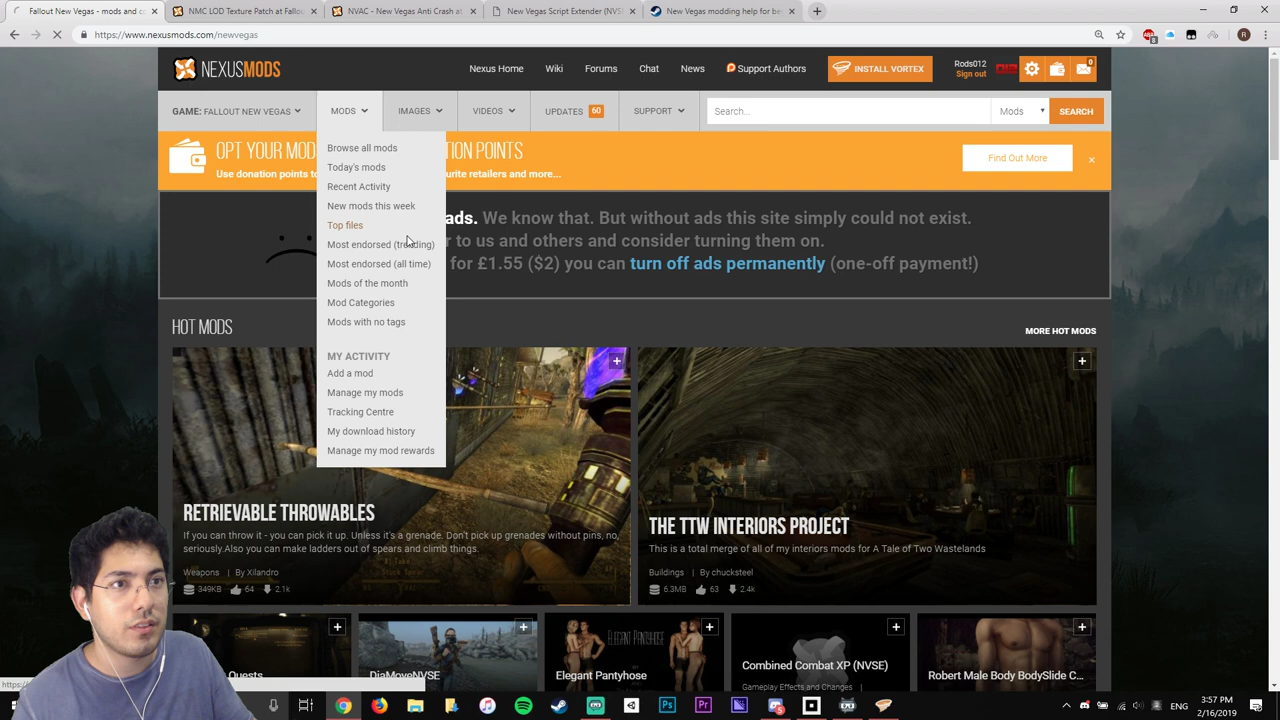 NMC LOD Textures - Mods and c
NMCs
NVAC - New Vegas Anti Crash at
New Vegas Script Extender (NVS
New Vegas modding help for be
https://www.nexusmods.com/newvegas
NEXUSMODS
Nexus Home
Wiki
Forums
Chat
News
Support Authors
INSTALL VORTEX
Rods012
Sign out
0
GAME: FALLOUT NEW VEGAS
MODS
IMAGES
VIDEOS
UPDATES 60
SUPPORT
Search...
Mods
SEARCH
OPT YOUR MODS
TION POINTS
Use donation points to
urite retailers and more...
Find Out More
Browse all mods
Today's mods
Recent Activity
New mods this week
Top files
Most endorsed (trending)
Most endorsed (all time)
Mods of the month
Mod Categories
Mods with no tags
MY ACTIVITY
Add a mod
Manage my mods
Tracking Centre
My download history
Manage my mod rewards
ads. We know that. But without ads this site simply could not exist.
r to us and others and consider turning them on.
for £1.55 ($2) you can turn off ads permanently (one-off payment!)
HOT MODS
MORE HOT MODS
RETRIEVABLE THROWABLES
If you can throw it - you can pick it up. Unless it's a grenade. Don't pick up grenades without pins, no,
seriously.Also you can make ladders out of spears and climb things.
Weapons | By Xilandro
349KB 64 2.1k
THE TTW INTERIORS PROJECT
This is a total merge of all of my interiors mods for A Tale of Two Wastelands
Buildings | By chucksteel
6.3MB 63 2.4k
Quests
DiaMoveNVSE
ELEGANT PANTYHOSE
Elegant Pantyhose
Combined Combat XP (NVSE)
Gameplay Effects and Changes |
Robert Male Body BodySlide C...
https:/
ENG
3:57 PM
2/16/2019